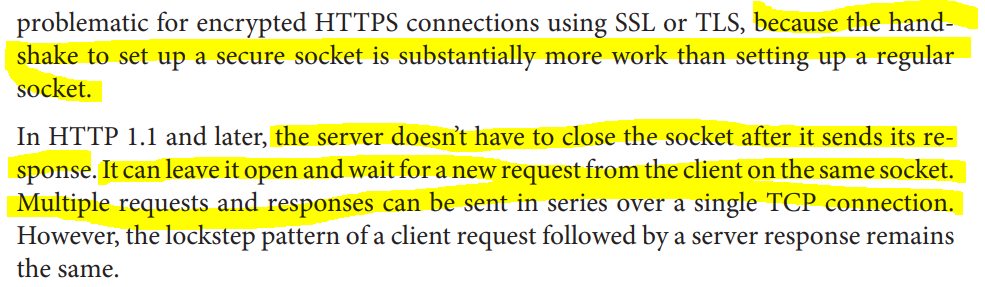 problematic for encrypted HTTPS connections using SSL or TLS, because the hand-
shake to set up a secure socket is substantially more work than setting up a regular
socket.
In HTTP 1.1 and later, the server doesn’t have to close the socket after it sends its re-
sponse. It can leave it open and wait for a new request from the client on the same socket.
Multiple requests and responses can be sent in series over a single TCP connection.
However, the lockstep pattern of a client request followed by a server response remains
the same.